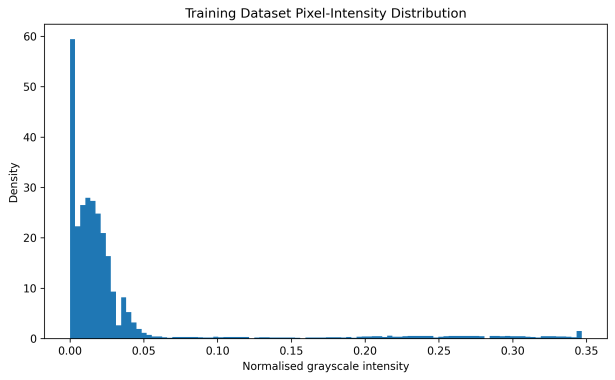 Training Dataset Pixel-Intensity Distribution
60
50
40
30
20
10
0
Density
0.00 0.05 0.10 0.15 0.20 0.25 0.30 0.35
Normalised grayscale intensity